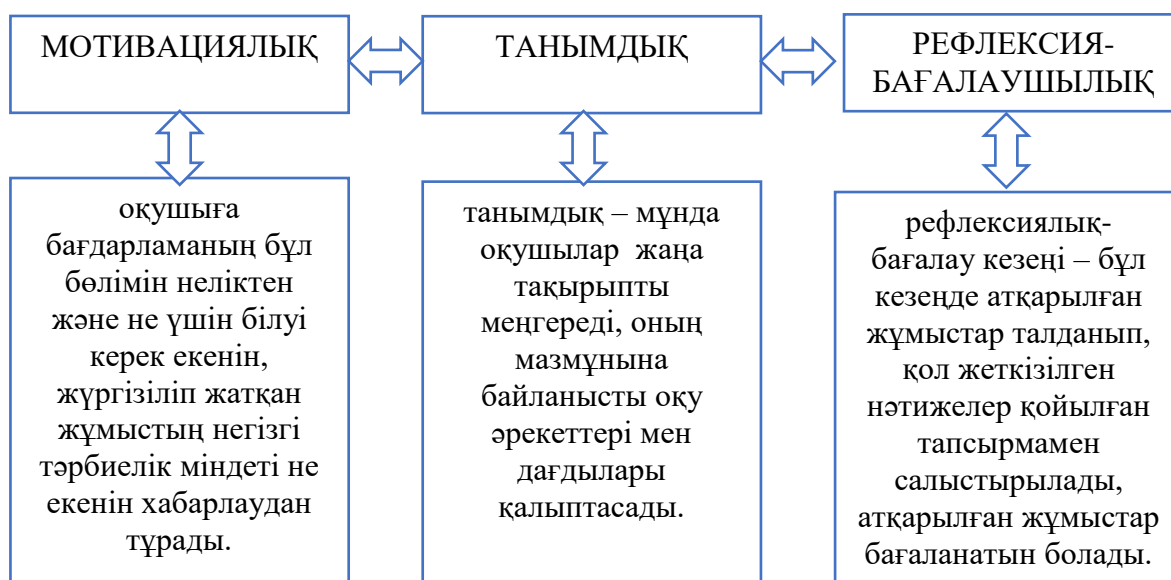 МОТИВАЦИЯЛЫҚ
ТАНЫМДЫҚ
РЕФЛЕКСИЯ-
БАҒАЛАУШЫЛЫҚ
оқушыға
бағдарламаның бұл
бөлімін неліктен
және не үшін білуі
керек екенін,
жүргізіліп жатқан
жұмыстың негізгі
тәрбиелік міндеті не
екенін хабарлаудан
тұрады.
танымдық – мұнда
оқушылар жаңа
тақырыпты
меңгереді, оның
мазмұнына
байланысты оқу
әрекеттері мен
дағдылары
қалыптасады.
рефлексиялық-
бағалау кезеңі – бұл
кезеңде атқарылған
жұмыстар талданып,
қол жеткізілген
нәтижелер қойылған
тапсырмамен
салыстырылады,
атқарылған жұмыстар
бағаланатын болады.